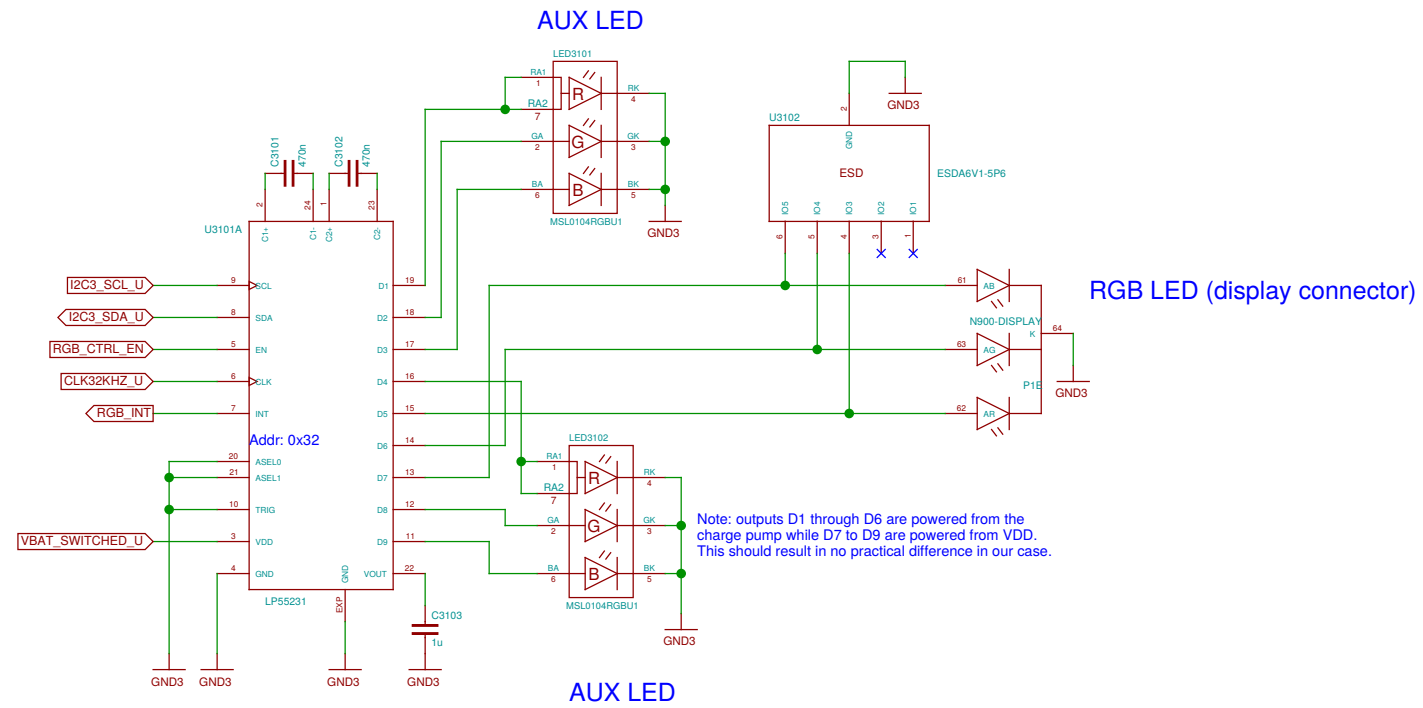 AUX LED
LED3101
RA1
1
RA2
7
R
RK
4
GA
2
G
GK
3
BA
6
B
BK
5
MSL0104RGBU1
GND3
GND3
2
U3102
GND
ESD
ESDA6V1-5P6
IO5
IO4
IO3
IO2
IO1
6
5
4
3
1
C3101
470n
C3102
470n
2
24
1
23
U3101A
C1+
C1-
C2+
C2-
I2C3_SCL_U
9
SCL
D1
19
I2C3_SDA_U
8
SDA
D2
18
RGB_CTRL_EN
5
EN
D3
17
CLK32KHZ_U
6
CLK
D4
16
RGB_INT
7
INT
D5
15
Addr: 0x32
D6
14
20
ASEL0
21
ASEL1
D7
13
10
TRIG
D8
12
VBAT_SWITCHED_U
3
VDD
D9
11
4
GND
GND
VOUT
22
EXP
LP55231
C3103
1u
GND3
GND3
GND3
GND3
61
AB
RGB LED (display connector)
N900-DISPLAY
K
64
63
AG
P1E
GND3
62
AR
LED3102
RA1
1
RA2
7
R
RK
4
GA
2
G
GK
3
BA
6
B
BK
5
MSL0104RGBU1
GND3
Note: outputs D1 through D6 are powered from the
charge pump while D7 to D9 are powered from VDD.
This should result in no practical difference in our case.
AUX LED